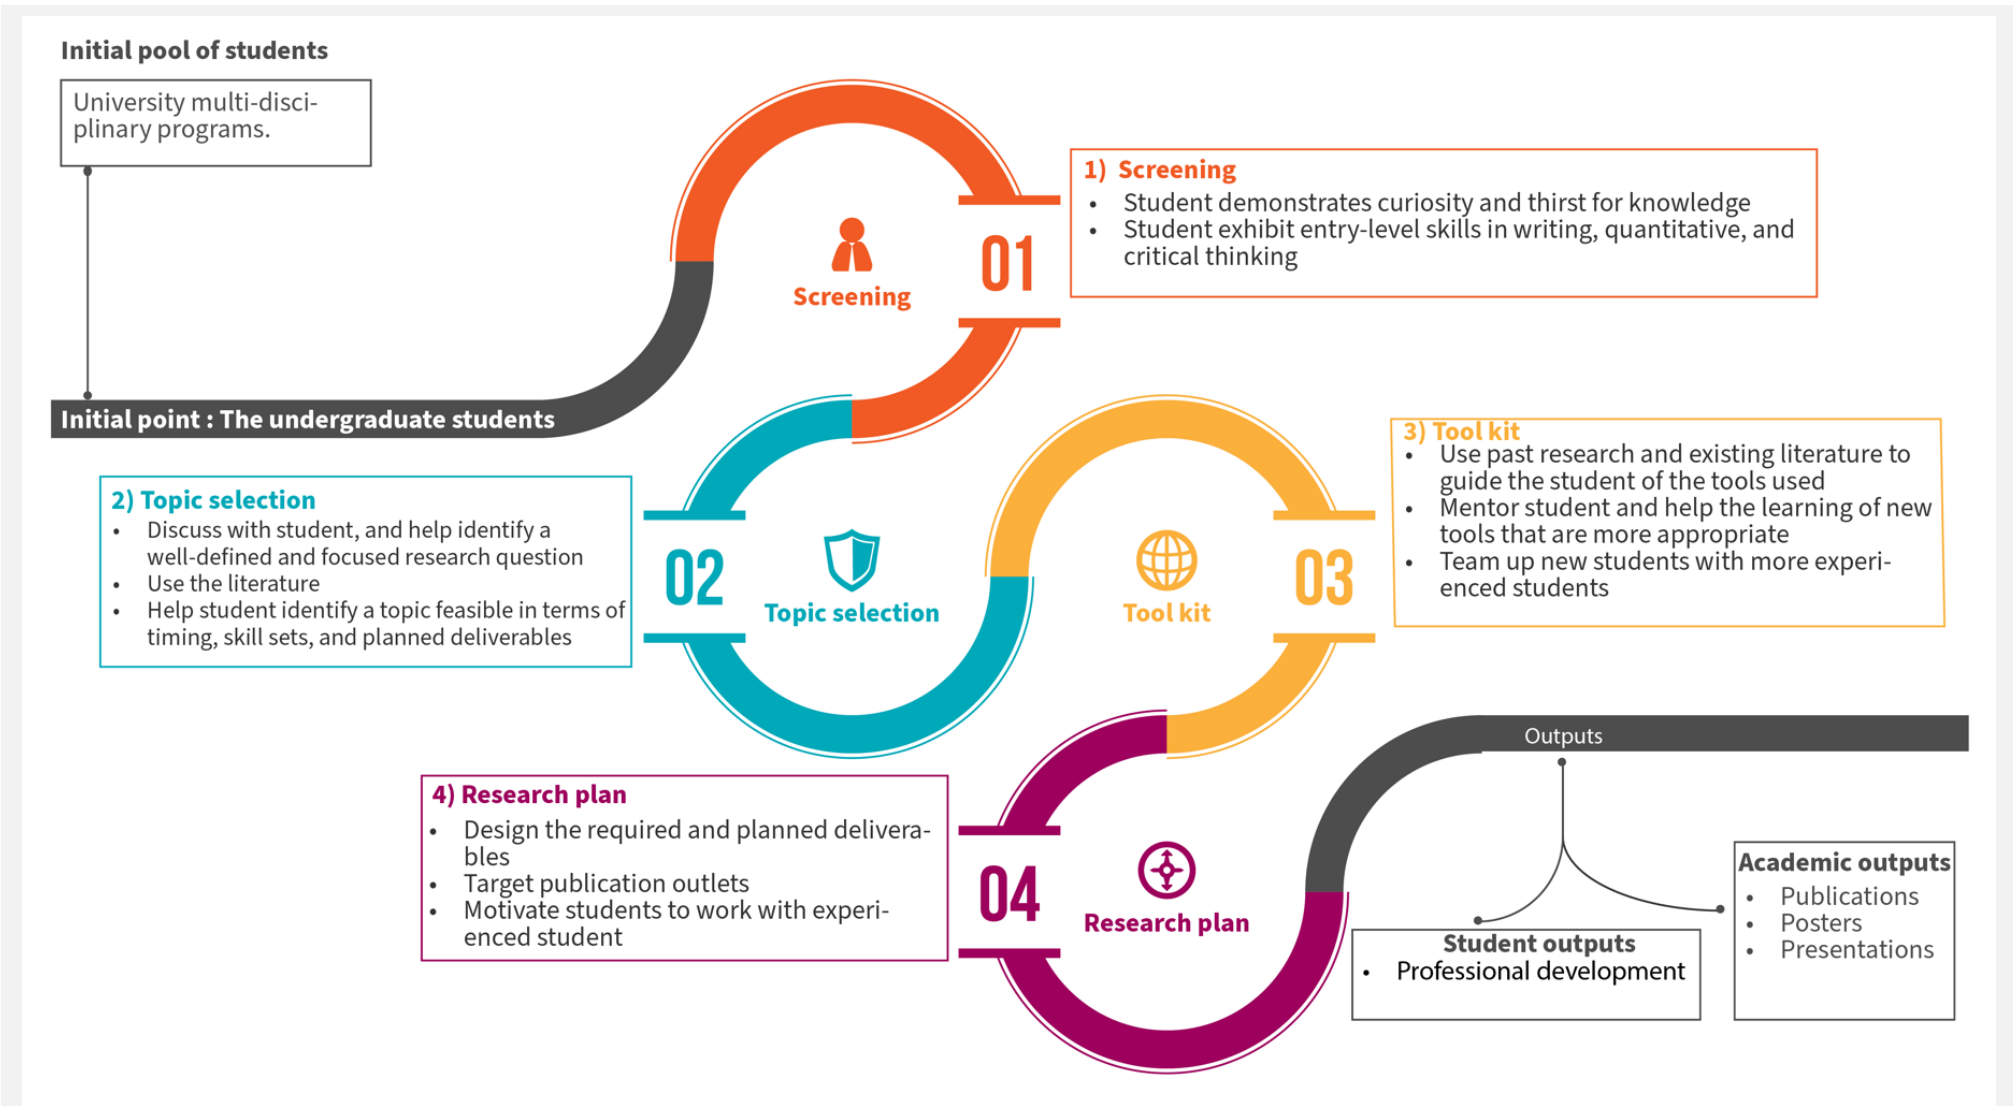 Initial pool of students
University multi-disci-
plinary programs.
Initial point : The undergraduate students
Screening
01
1) Screening
• Student demonstrates curiosity and thirst for knowledge
• Student exhibit entry-level skills in writing, quantitative, and
critical thinking
2) Topic selection
• Discuss with student, and help identify a
well-defined and focused research question
• Use the literature
• Help student identify a topic feasible in terms of
timing, skill sets, and planned deliverables
02
Topic selection
Tool kit
03
3) Tool kit
• Use past research and existing literature to
guide the student of the tools used
• Mentor student and help the learning of new
tools that are more appropriate
• Team up new students with more experi-
enced students
4) Research plan
• Design the required and planned delivera-
bles
• Target publication outlets
• Motivate students to work with experi-
enced student
04
Research plan
Outputs
Student outputs
• Professional development
Academic outputs
• Publications
• Posters
• Presentations